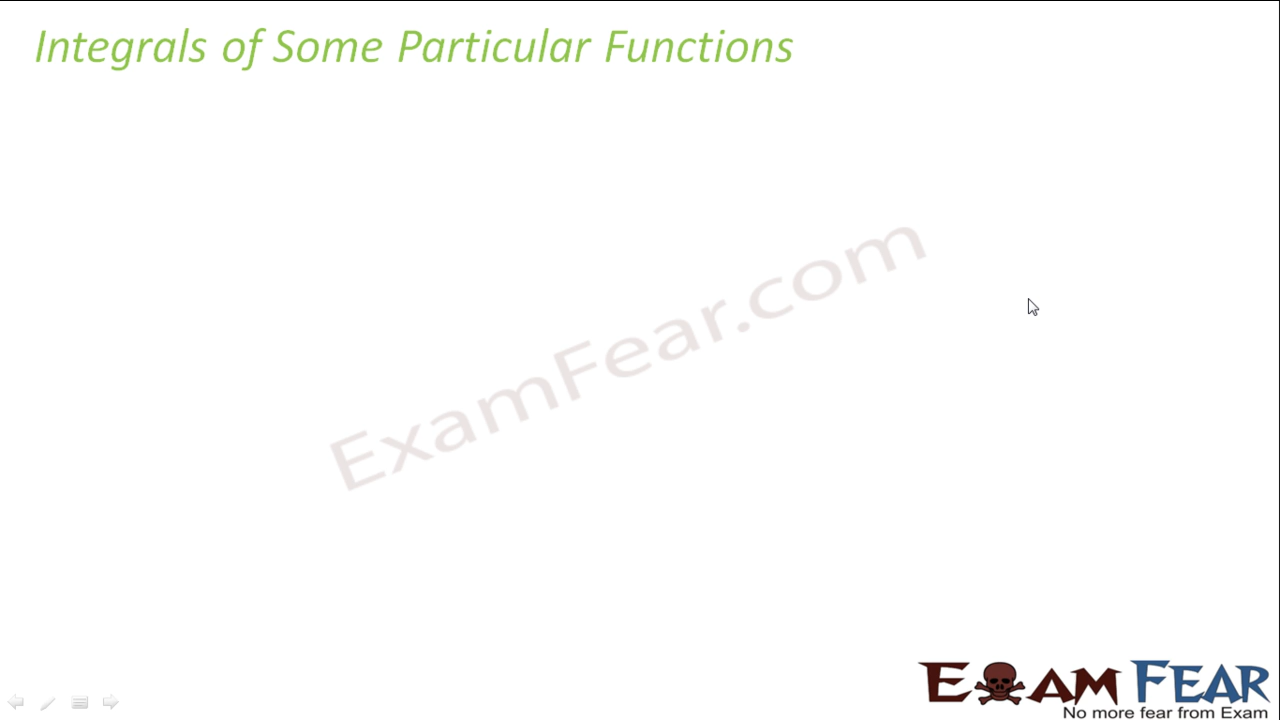 Integrals of Some Particular Functions
ExamFear.com
EXAM FEAR
No more fear from Exam